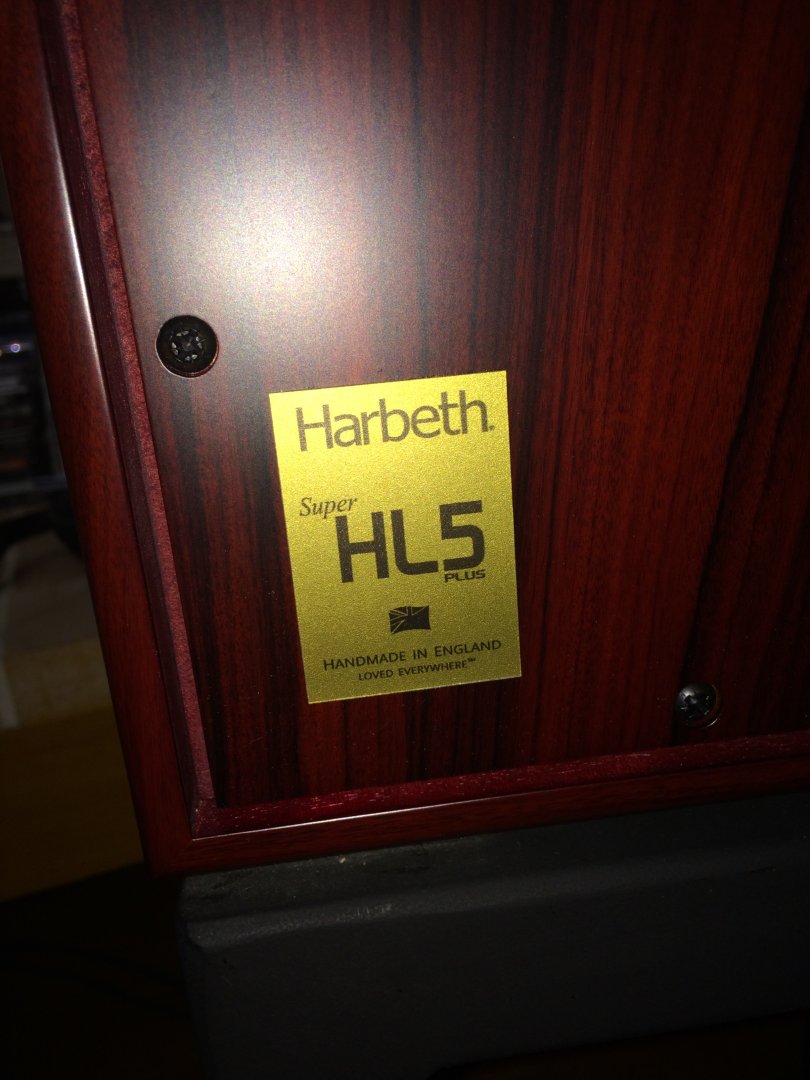 Harbeth.
Super
HL5
PLUS
HANDMADE IN ENGLAND
LOVED EVERYWHERE™